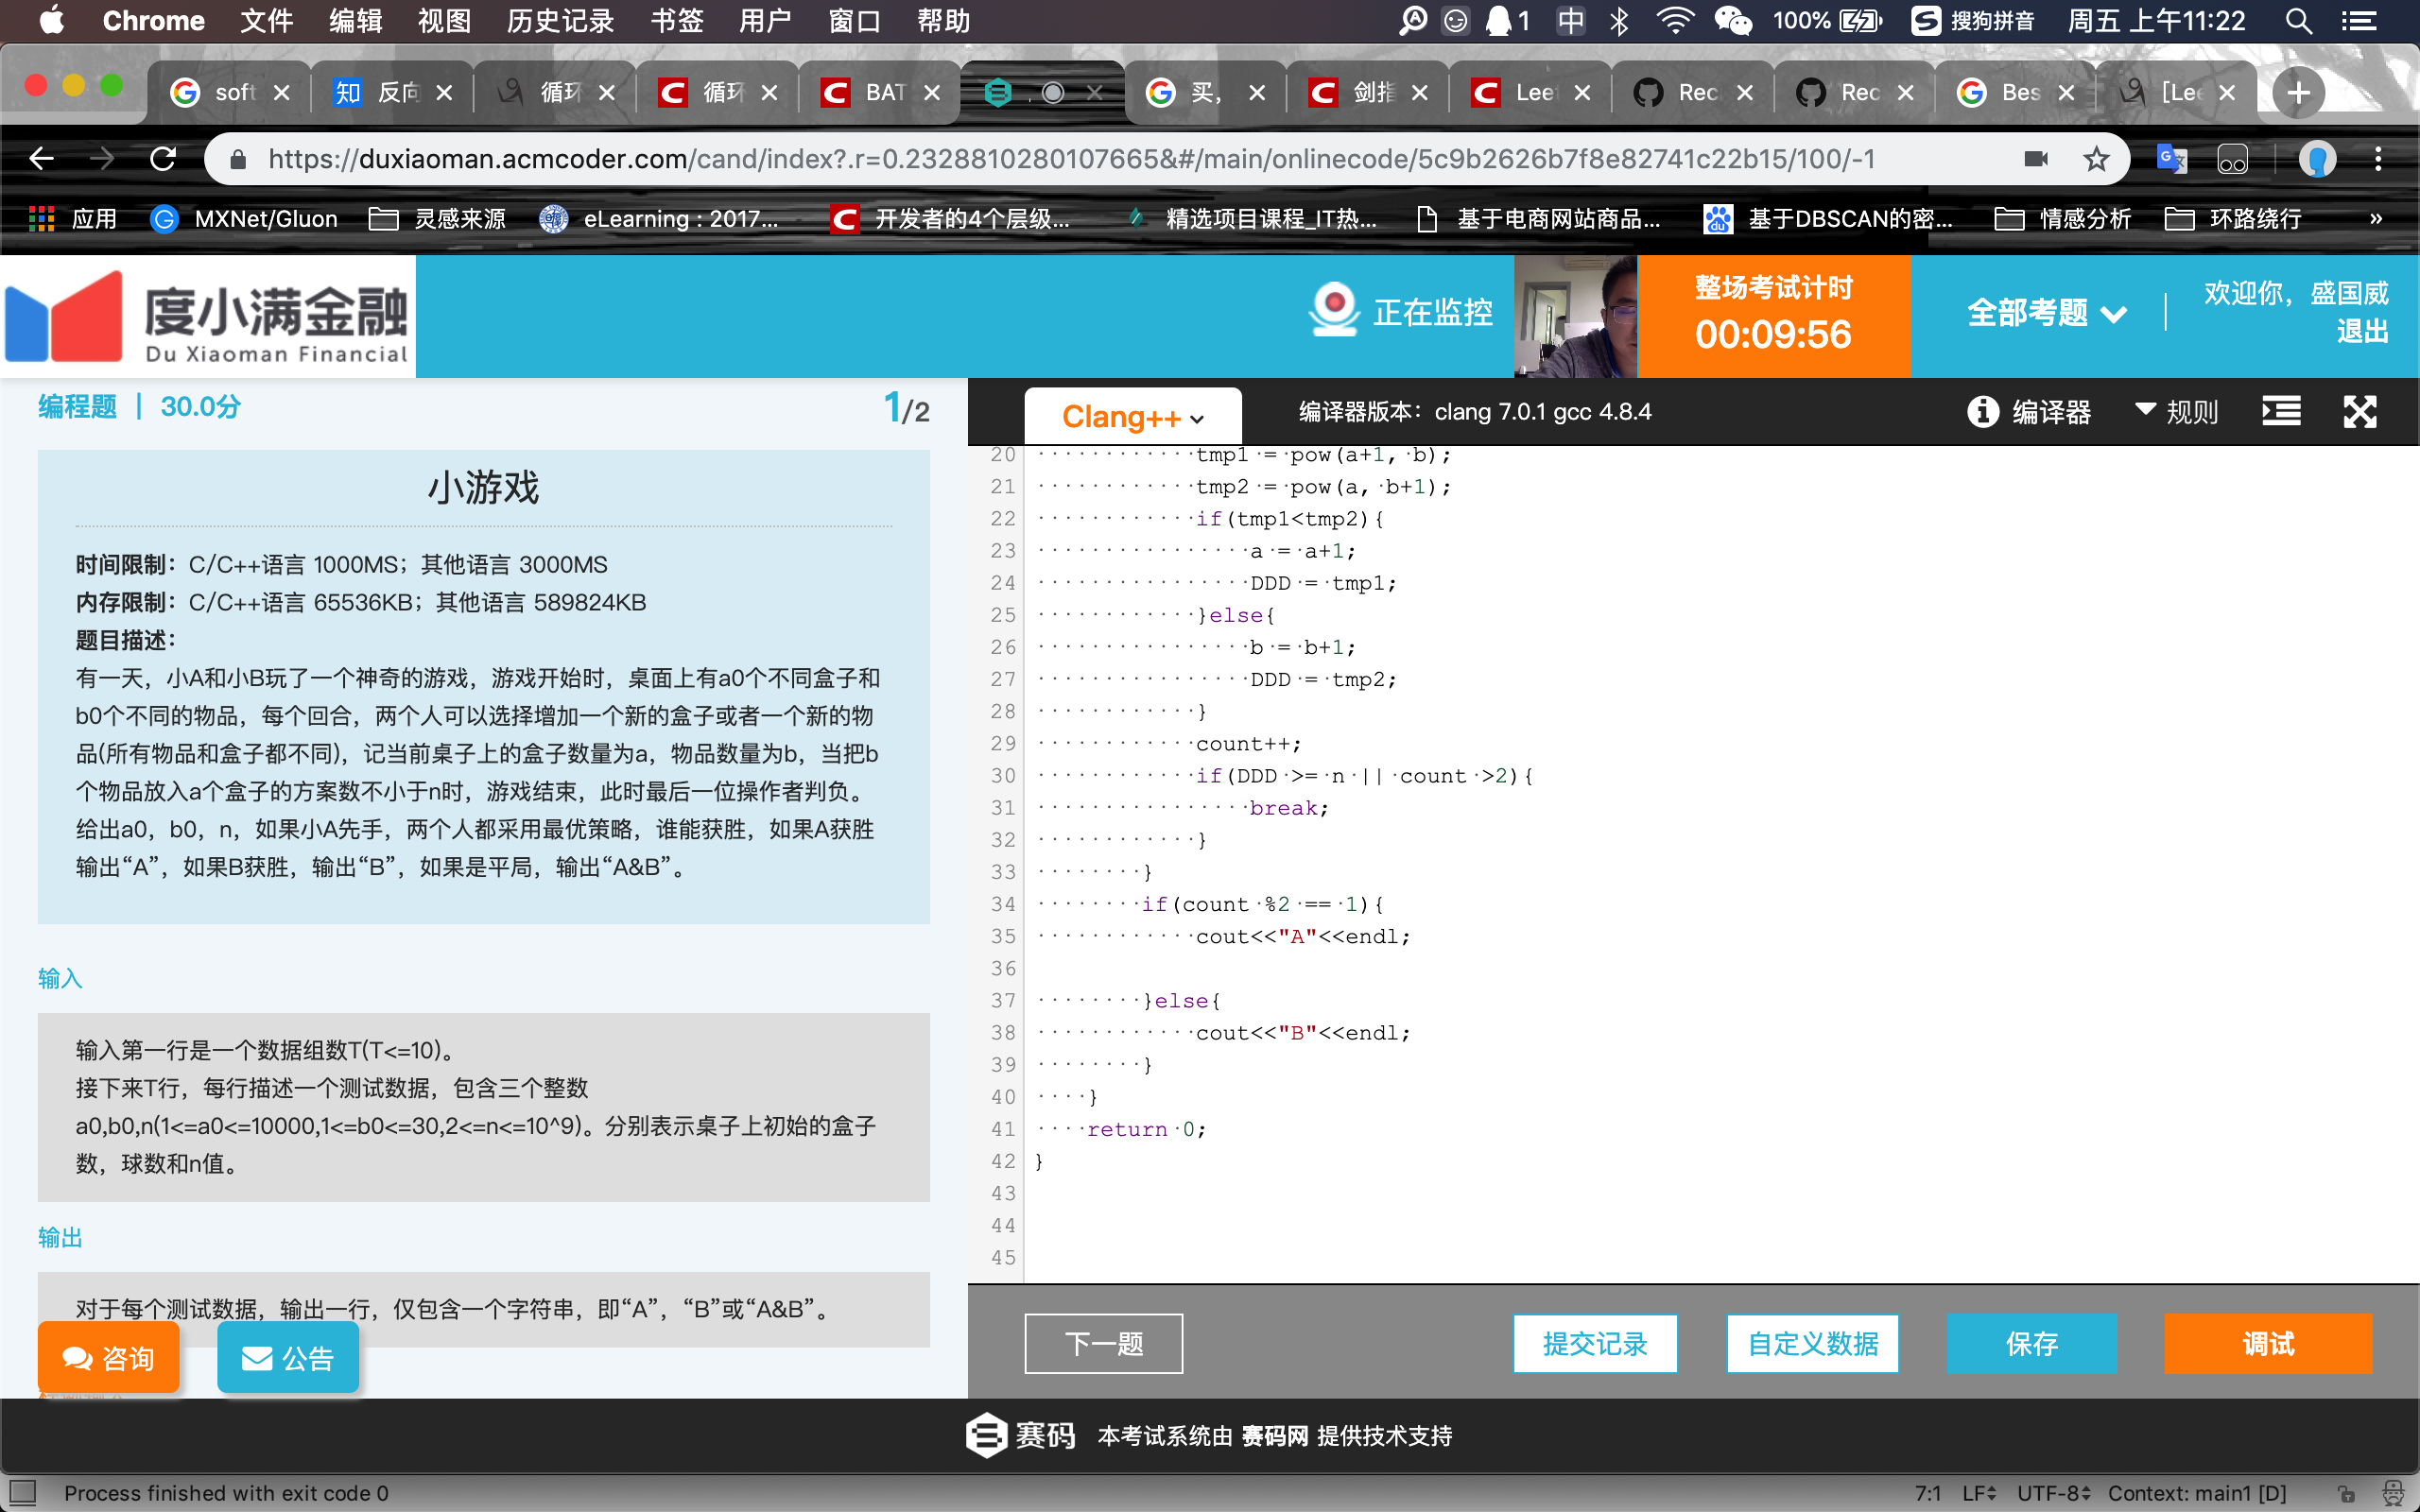 Chrome 文件 编辑 视图 历史记录 书签 用户 窗口 帮助 1 中 100% 搜狗拼音 周五 上午11:22
soft 知 反向 循环 循环 BAT 买, 剑指 Leet Rec Rec Bes [Lee
https://duxiaoman.acmcoder.com/cand/index?.r=0.2328810280107665&#/main/onlinecode/5c9b2626b7f8e82741c22b15/100/-1
应用 MXNet/Gluon 灵感来源 eLearning : 2017... 开发者的4个层级... 精选项目课程_IT热... 基于电商网站商品... 基于DBSCAN的密... 情感分析 环路绕行 »
度小满金融
Du Xiaoman Financial
正在监控
整场考试计时
00:09:56
全部考题
欢迎你，盛国威
退出
编程题 | 30.0分
1/2
小游戏
时间限制：C/C++语言 1000MS；其他语言 3000MS
内存限制：C/C++语言 65536KB；其他语言 589824KB
题目描述：
有一天，小A和小B玩了一个神奇的游戏，游戏开始时，桌面上有a0个不同盒子和
b0个不同的物品，每个回合，两个人可以选择增加一个新的盒子或者一个新的物
品(所有物品和盒子都不同)，记当前桌子上的盒子数量为a，物品数量为b，当把b
个物品放入a个盒子的方案数不小于n时，游戏结束，此时最后一位操作者判负。
给出a0，b0，n，如果小A先手，两个人都采用最优策略，谁能获胜，如果A获胜
输出“A”，如果B获胜，输出“B”，如果是平局，输出“A&B”。
输入
输入第一行是一个数据组数T(T<=10)。
接下来T行，每行描述一个测试数据，包含三个整数
a0,b0,n(1<=a0<=10000,1<=b0<=30,2<=n<=10^9)。分别表示桌子上初始的盒子
数，球数和n值。
输出
对于每个测试数据，输出一行，仅包含一个字符串，即“A”，“B”或“A&B”。
咨询 公告
Clang++ 编译器版本：clang 7.0.1 gcc 4.8.4 编译器 规则
20 tmp1 = pow(a+1, b);
21 tmp2 = pow(a, b+1);
22 if(tmp1<tmp2){
23 a = a+1;
24 DDD = tmp1;
25 }else{
26 b = b+1;
27 DDD = tmp2;
28 }
29 count++;
30 if(DDD >= n || count >2){
31 break;
32 }
33 }
34 if(count %2 == 1){
35 cout<<"A"<<endl;
36
37 }else{
38 cout<<"B"<<endl;
39 }
40 }
41 return 0;
42 }
43
44
45
下一题 提交记录 自定义数据 保存 调试
赛码 本考试系统由 赛码网 提供技术支持
Process finished with exit code 0 7:1 LF UTF-8 Context: main1 [D]